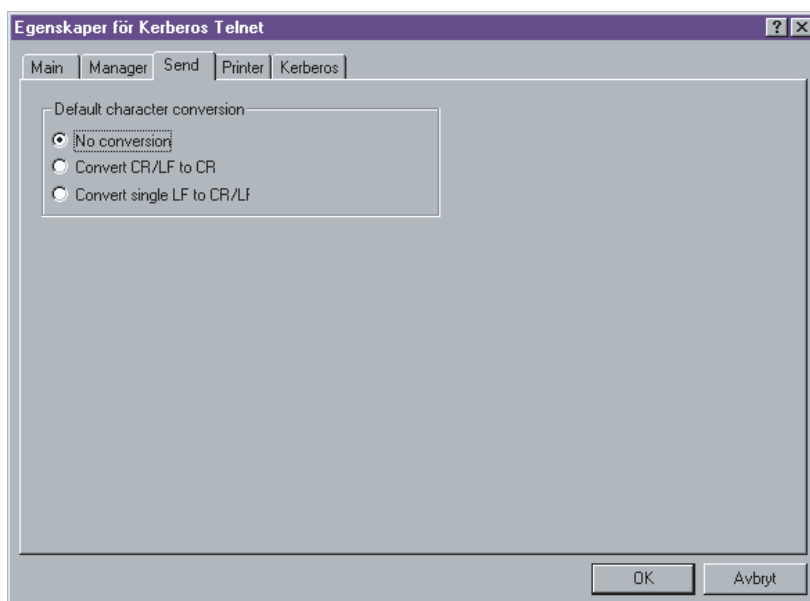 Egenskaper för Kerberos Telnet
Main Manager Send Printer Kerberos
Default character conversion
No conversion
Convert CR/LF to CR
Convert single LF to CR/LF
OK Avbryt